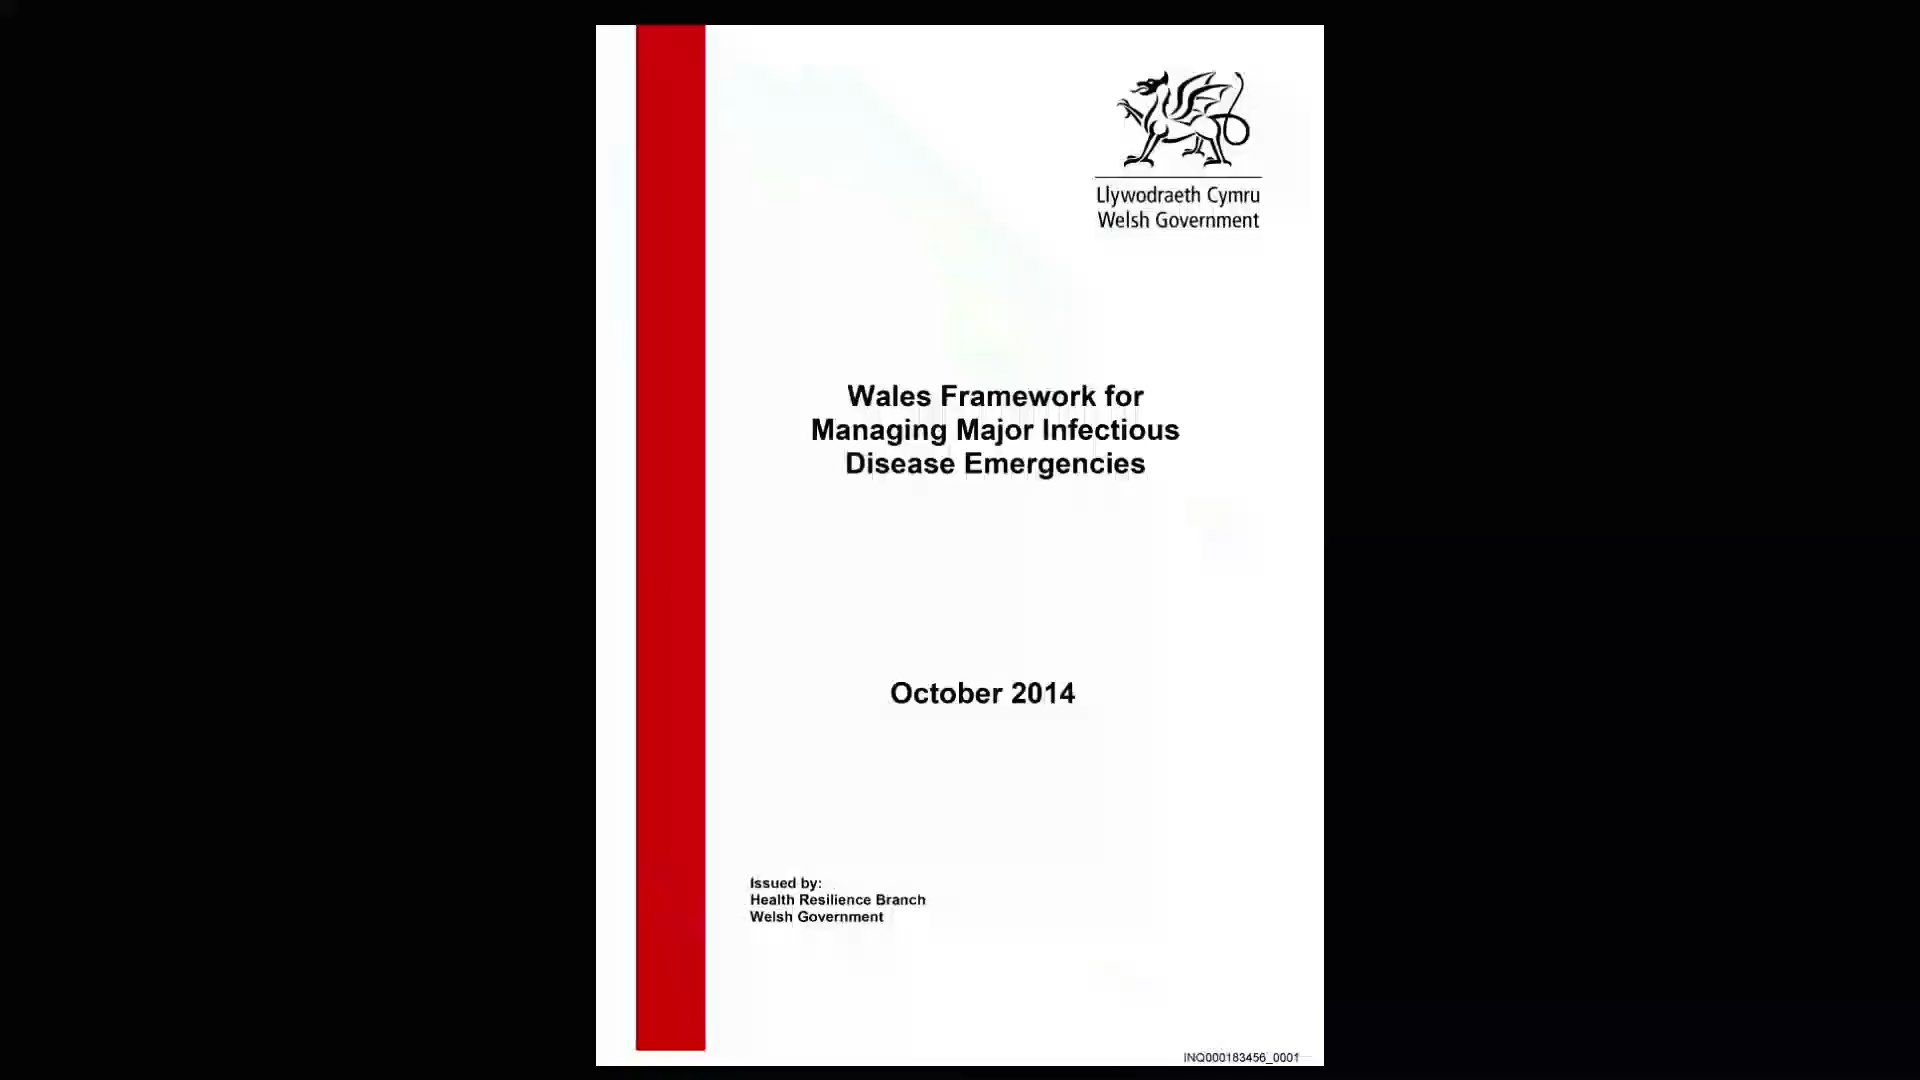 Llywodraeth Cymru
Welsh Government
Wales Framework for
Managing Major Infectious
Disease Emergencies
October 2014
Issued by:
Health Resilience Branch
Welsh Government
INQ000183456_0001